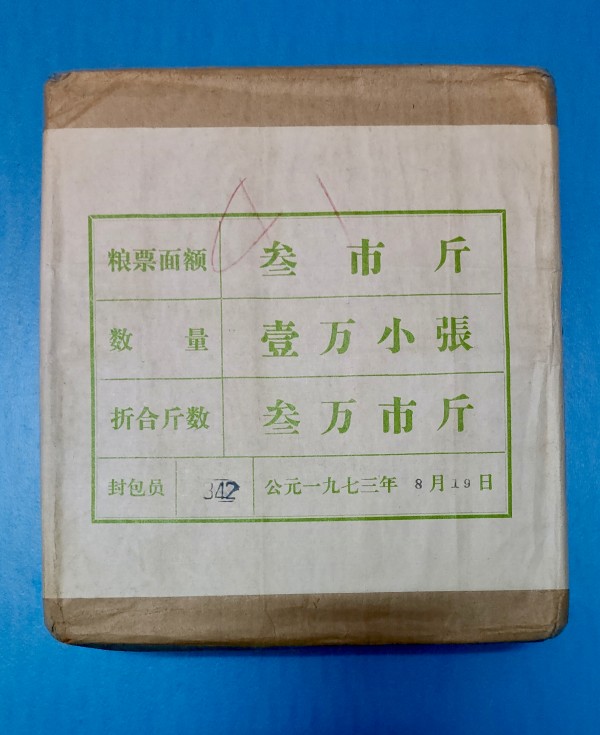 粮票面额 叁市斤
数量 壹万小張
折合斤数 叁万市斤
封包员 342 公元一九七三年 8月19日